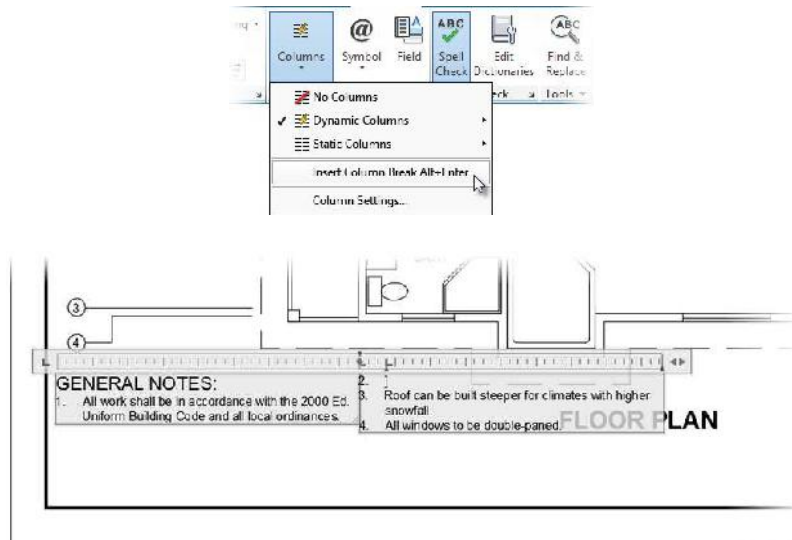 ABC
@
A
ABC
Columns
Symbol
Field
Spell
Check
Edit
Dictionaries
Find &
Replace
Tools
No Columns
Dynamic Columns
Static Columns
Insert Column Break Alt+Enter
Column Settings...
3
4
GENERAL NOTES:
1. All work shall be in accordance with the 2000 Ed.
Uniform Building Code and all local ordinances.
2.
3. Roof can be built steeper for climates with higher
snowfall
4. All windows to be double-paned.
FLOOR PLAN